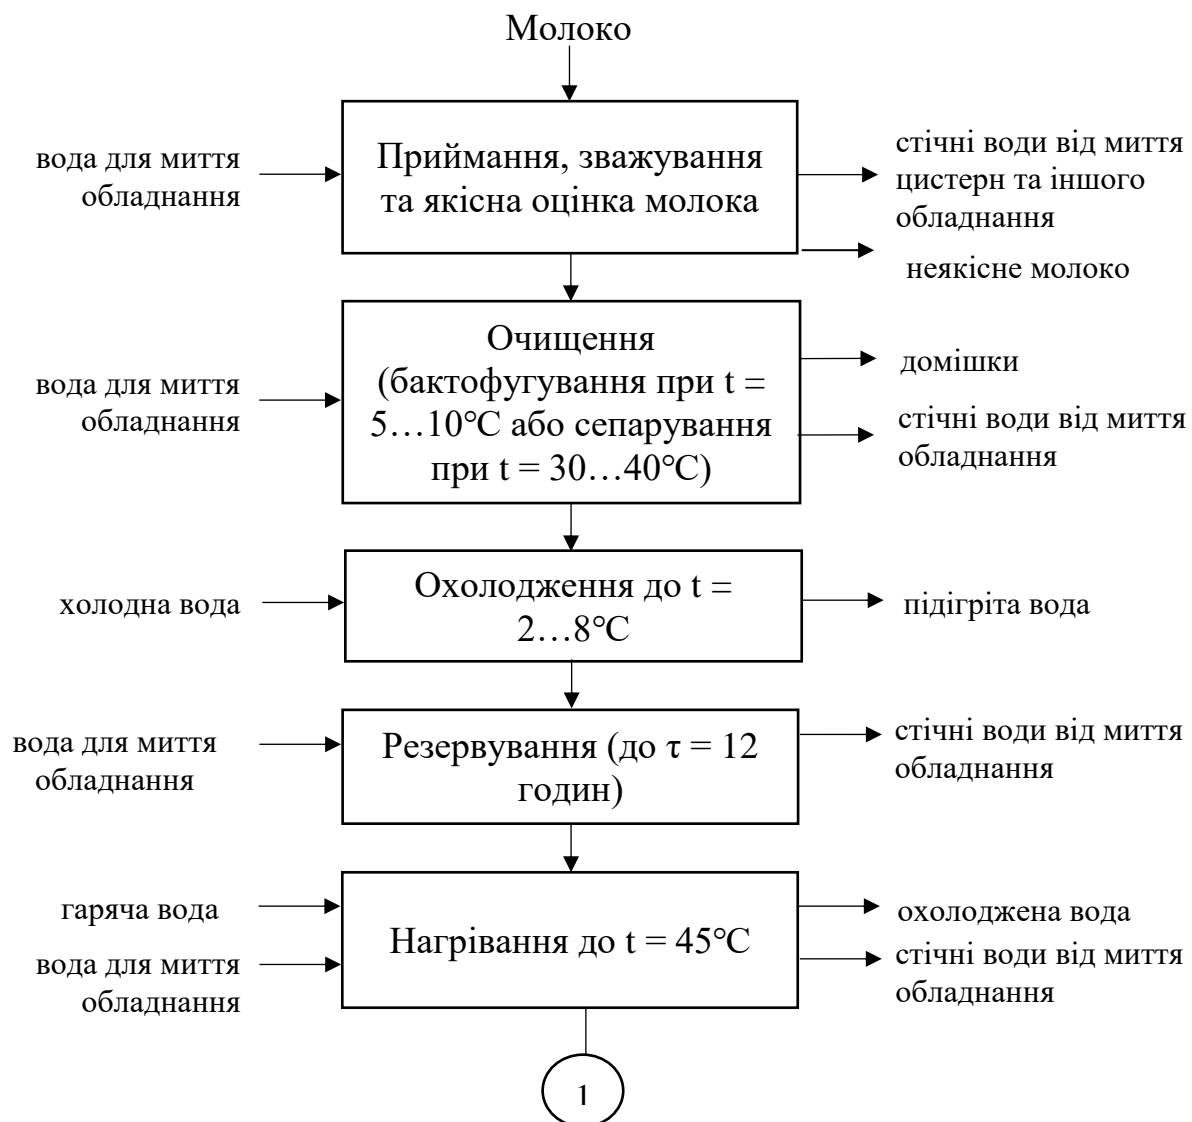 Молоко
вода для миття
обладнання
Приймання, зважування
та якісна оцінка молока
стічні води від миття
цистерн та іншого
обладнання
неякісне молоко
вода для миття
обладнання
Очищення
(бактофугування при t =
5…10°С або сепарування
при t = 30…40°С)
домішки
стічні води від миття
обладнання
холодна вода
Охолодження до t =
2…8°С
підігріта вода
вода для миття
обладнання
Резервування (до τ = 12
годин)
стічні води від миття
обладнання
гаряча вода
вода для миття
обладнання
Нагрівання до t = 45°С
охолоджена вода
стічні води від миття
обладнання
1